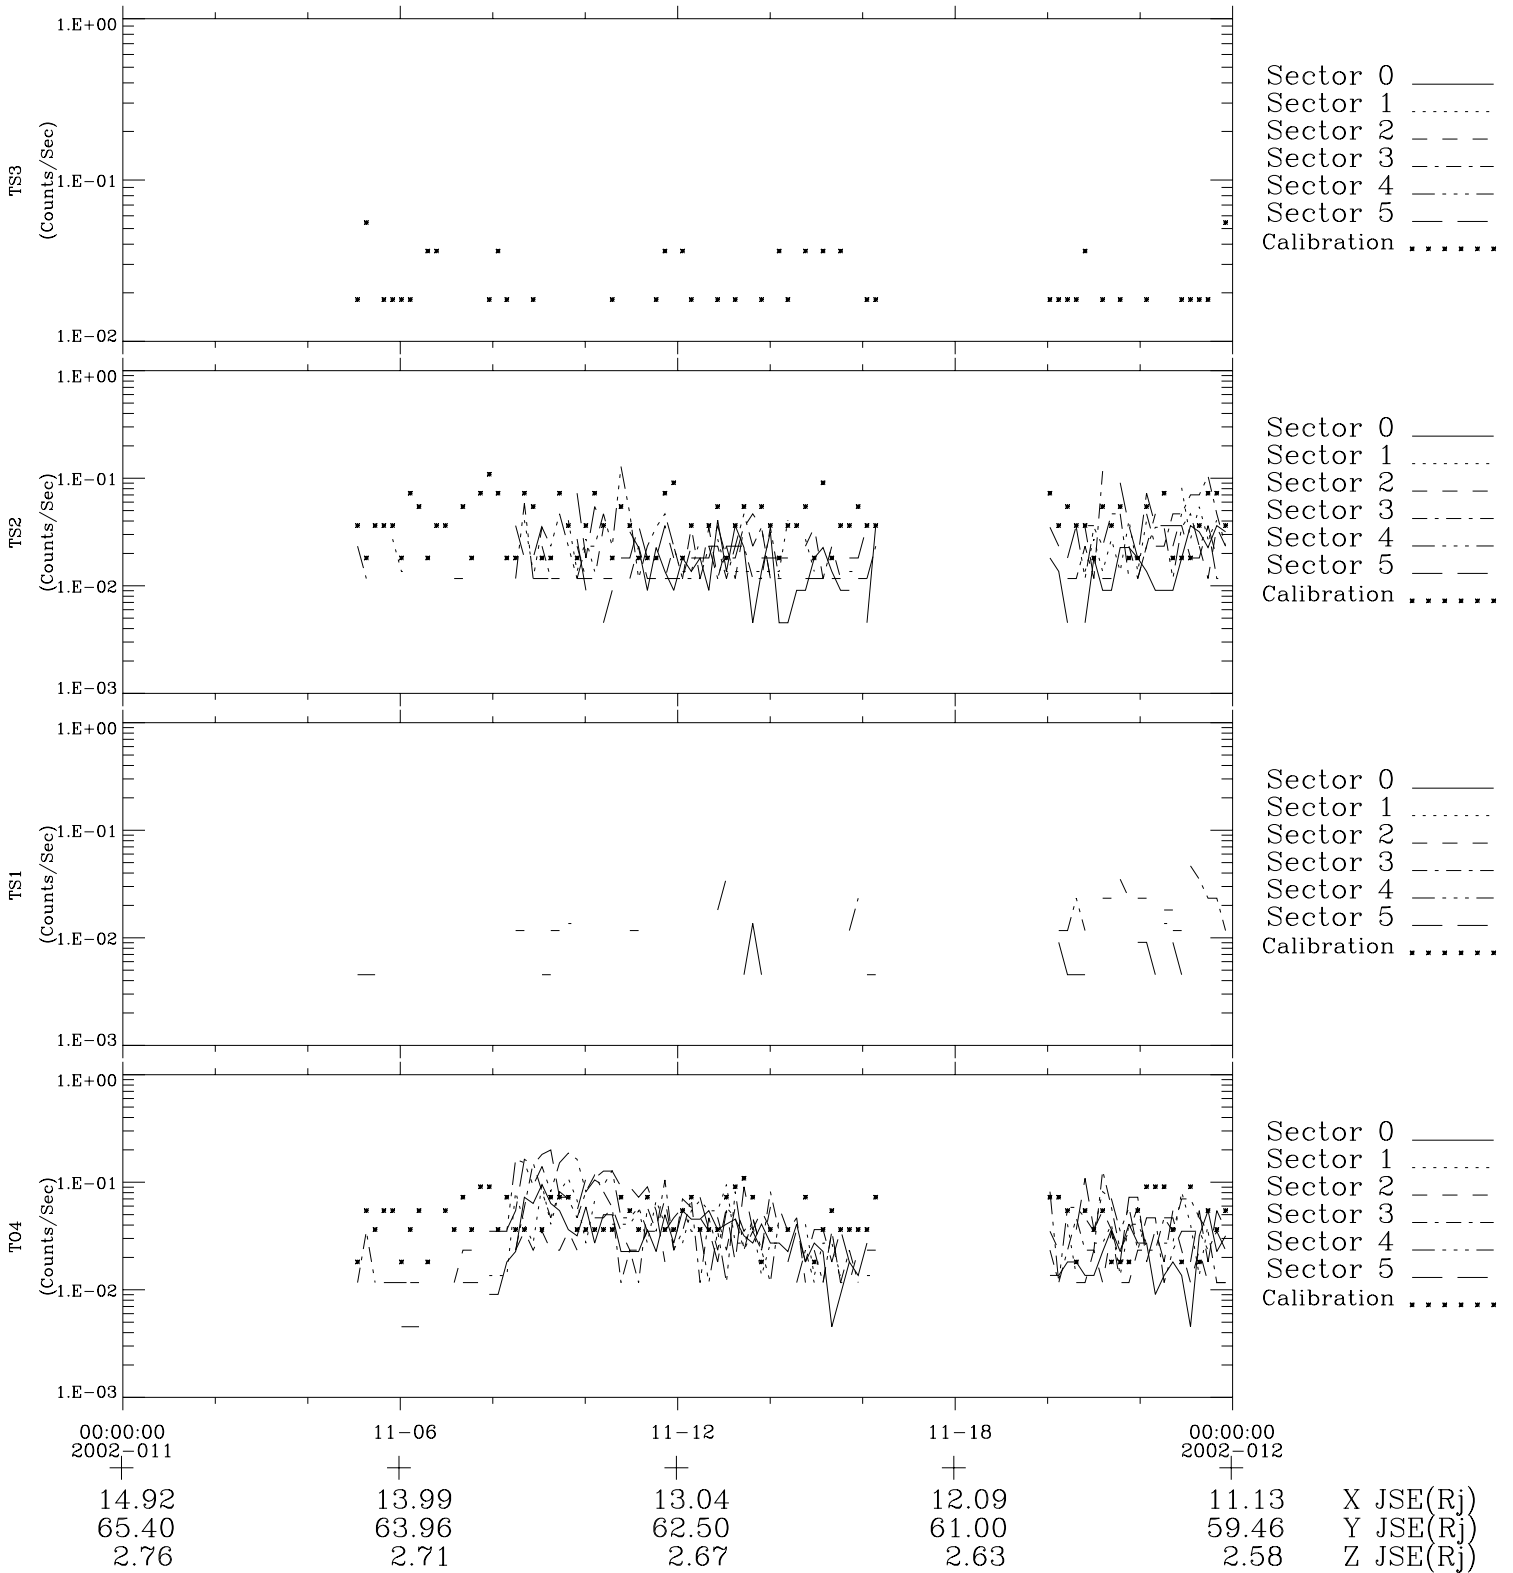 1.E+00
1.E-01
1.E-02
TS3
(Counts/Sec)
Sector 0
Sector 1
Sector 2
Sector 3
Sector 4
Sector 5
Calibration
1.E+00
1.E-01
1.E-02
1.E-03
TS2
(Counts/Sec)
Sector 0
Sector 1
Sector 2
Sector 3
Sector 4
Sector 5
Calibration
1.E+00
1.E-01
1.E-02
1.E-03
TS1
(Counts/Sec)
Sector 0
Sector 1
Sector 2
Sector 3
Sector 4
Sector 5
Calibration
1.E+00
1.E-01
1.E-02
1.E-03
TO4
(Counts/Sec)
Sector 0
Sector 1
Sector 2
Sector 3
Sector 4
Sector 5
Calibration
00:00:00 11-06 11-12 11-18 00:00:00
2002-011 2002-012
14.92 13.99 13.04 12.09 11.13 X JSE(Rj)
65.40 63.96 62.50 61.00 59.46 Y JSE(Rj)
2.76 2.71 2.67 2.63 2.58 Z JSE(Rj)